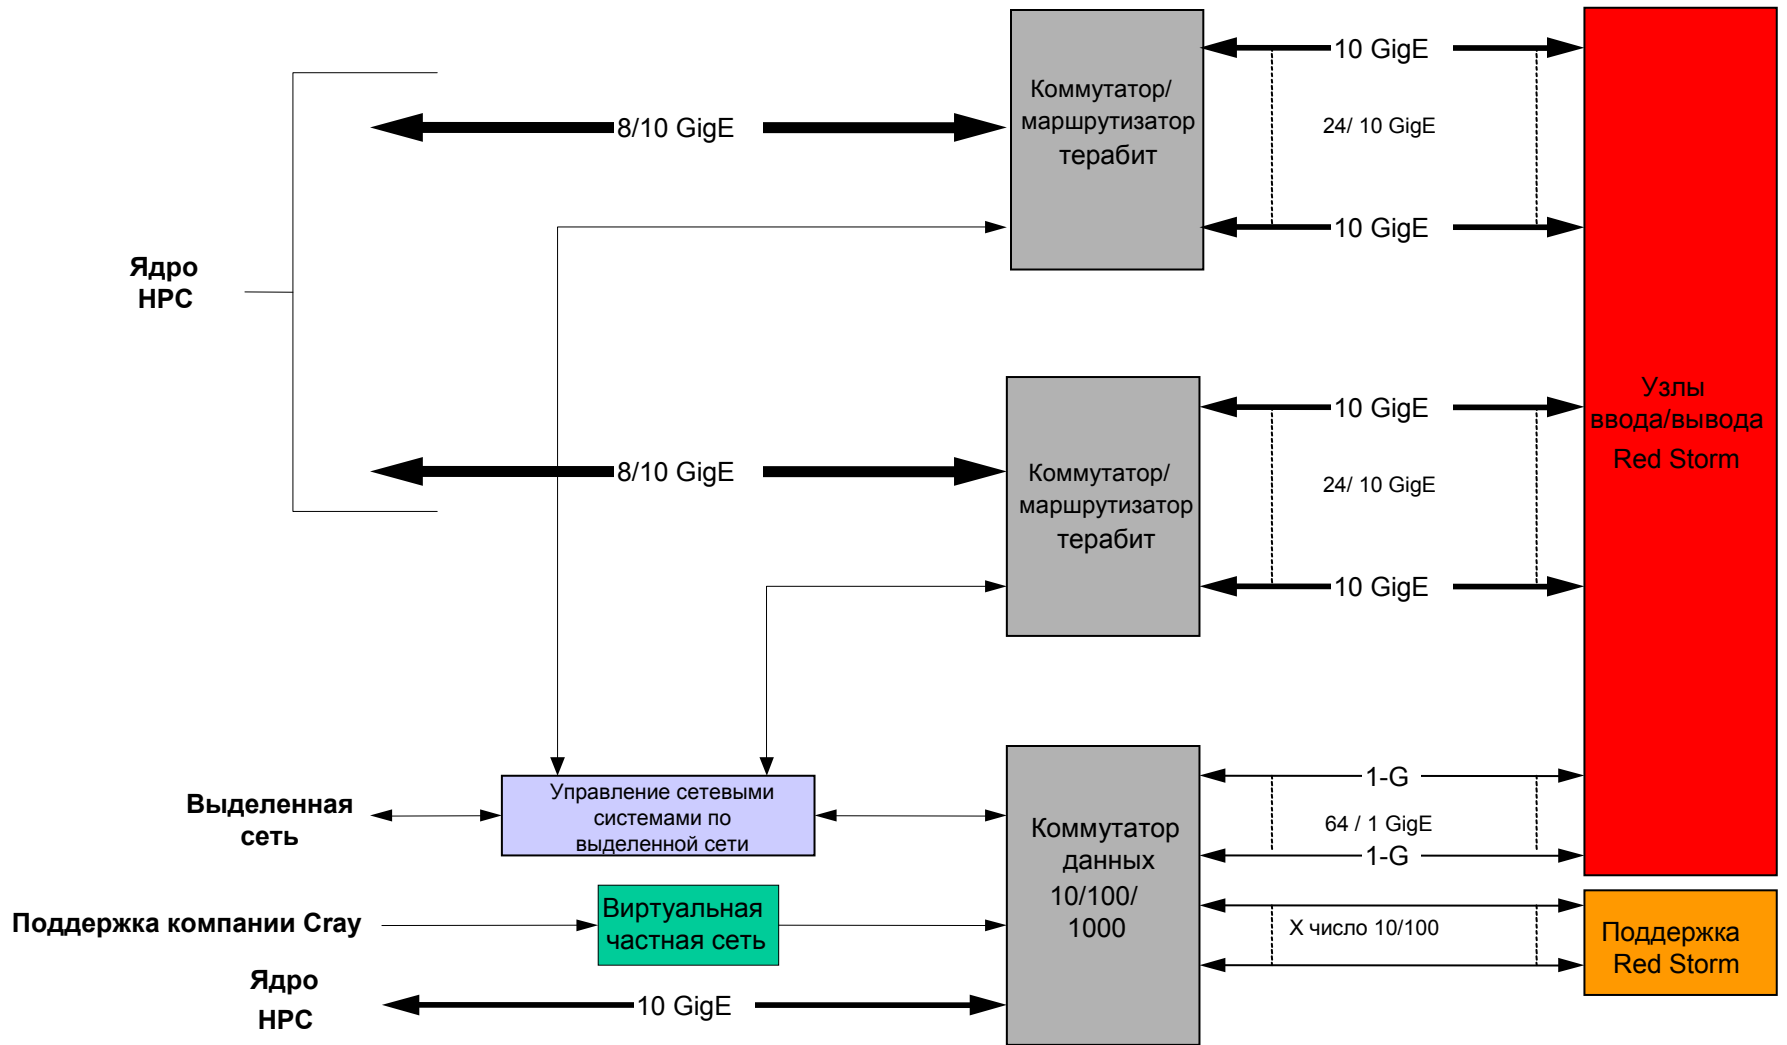 Ядро
НРС
8/10 GigE
Коммутатор/
маршрутизатор
терабит
10 GigE
24/ 10 GigE
10 GigE
8/10 GigE
Коммутатор/
маршрутизатор
терабит
10 GigE
24/ 10 GigE
10 GigE
Узлы
ввода/вывода
Red Storm
Выделенная
сеть
Управление сетевыми
системами по
выделенной сети
Поддержка компании Cray
Виртуальная
частная сеть
Ядро
НРС
10 GigE
Коммутатор
данных
10/100/
1000
1-G
64 / 1 GigE
1-G
Х число 10/100
Поддержка
Red Storm